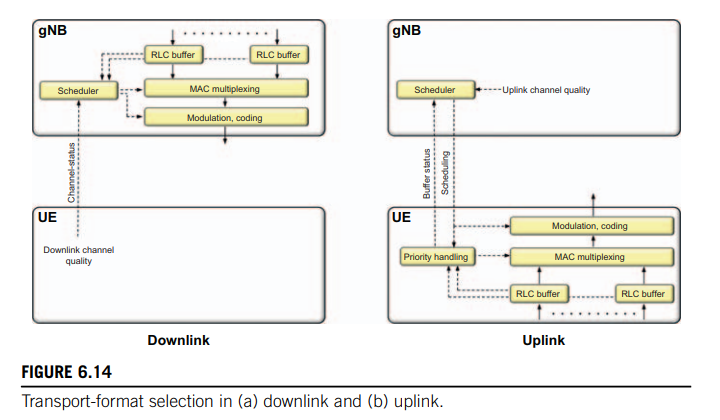 gNB
RLC buffer
RLC buffer
Scheduler
MAC multiplexing
Modulation, coding
Channel-status
UE
Downlink channel
quality
Downlink
gNB
Scheduler
Uplink channel quality
Buffer status
Scheduling
UE
Modulation, coding
Priority handling
MAC multiplexing
RLC buffer
RLC buffer
Uplink
FIGURE 6.14
Transport-format selection in (a) downlink and (b) uplink.